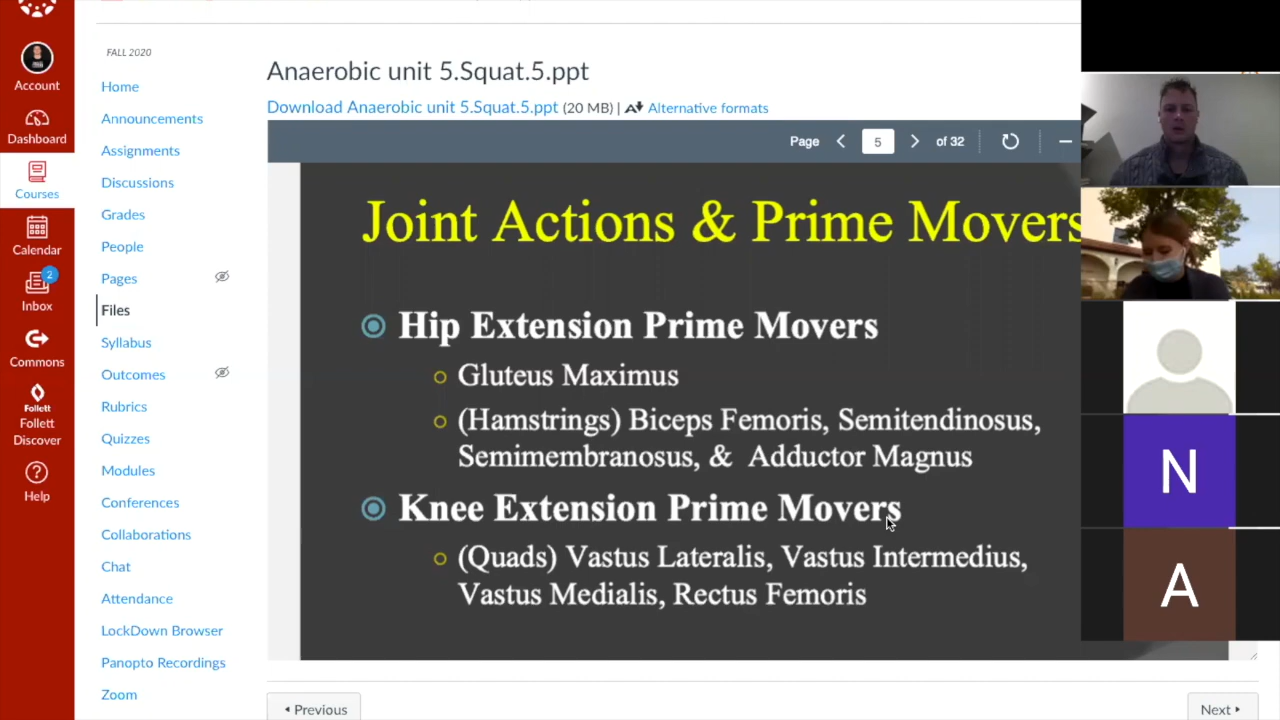 Account
Dashboard
Courses
Calendar
2
Inbox
Commons
Follett
Follett
Discover
Help
FALL 2020
Home
Announcements
Assignments
Discussions
Grades
People
Pages
Files
Syllabus
Outcomes
Rubrics
Quizzes
Modules
Conferences
Collaborations
Chat
Attendance
LockDown Browser
Panopto Recordings
Zoom
Anaerobic unit 5.Squat.5.ppt
Download Anaerobic unit 5.Squat.5.ppt (20 MB) | Alternative formats
Page 5 of 32
Joint Actions & Prime Movers
Hip Extension Prime Movers
Gluteus Maximus
(Hamstrings) Biceps Femoris, Semitendinosus,
Semimembranosus, & Adductor Magnus
Knee Extension Prime Movers
(Quads) Vastus Lateralis, Vastus Intermedius,
Vastus Medialis, Rectus Femoris
Previous
Next
N
A